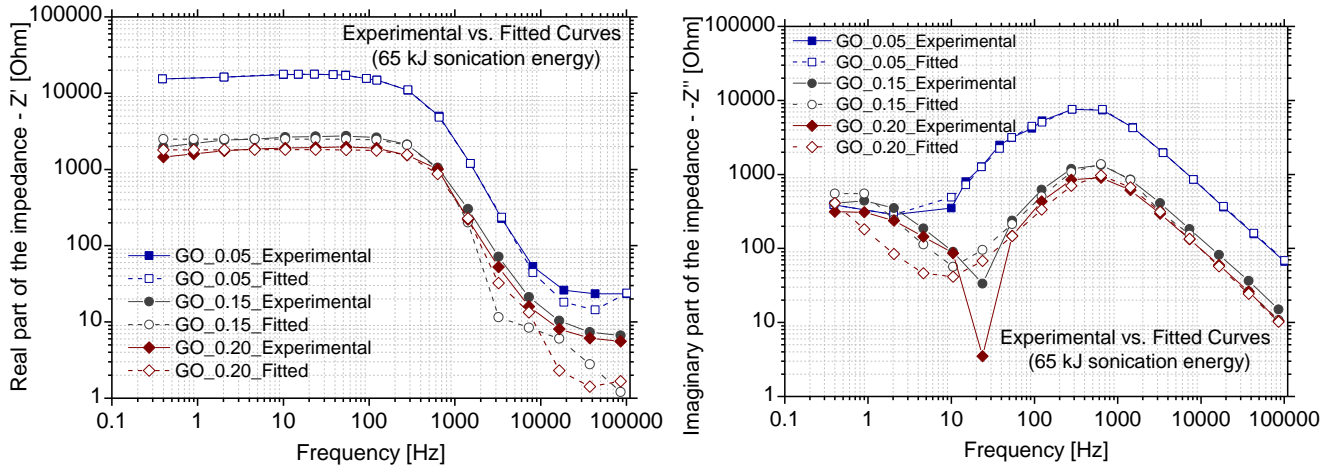 Experimental vs. Fitted Curves
(65 kJ sonication energy)
Real part of the impedance - Z' [Ohm]
100000
10000
1000
100
10
1
GO_0.05_Experimental
GO_0.05_Fitted
GO_0.15_Experimental
GO_0.15_Fitted
GO_0.20_Experimental
GO_0.20_Fitted
0.1 1 10 100 1000 10000 100000
Frequency [Hz]
Imaginary part of the impedance - -Z'' [Ohm]
100000
10000
1000
100
10
1
GO_0.05_Experimental
GO_0.05_Fitted
GO_0.15_Experimental
GO_0.15_Fitted
GO_0.20_Experimental
GO_0.20_Fitted
Experimental vs. Fitted Curves
(65 kJ sonication energy)
0.1 1 10 100 1000 10000 100000
Frequency [Hz]